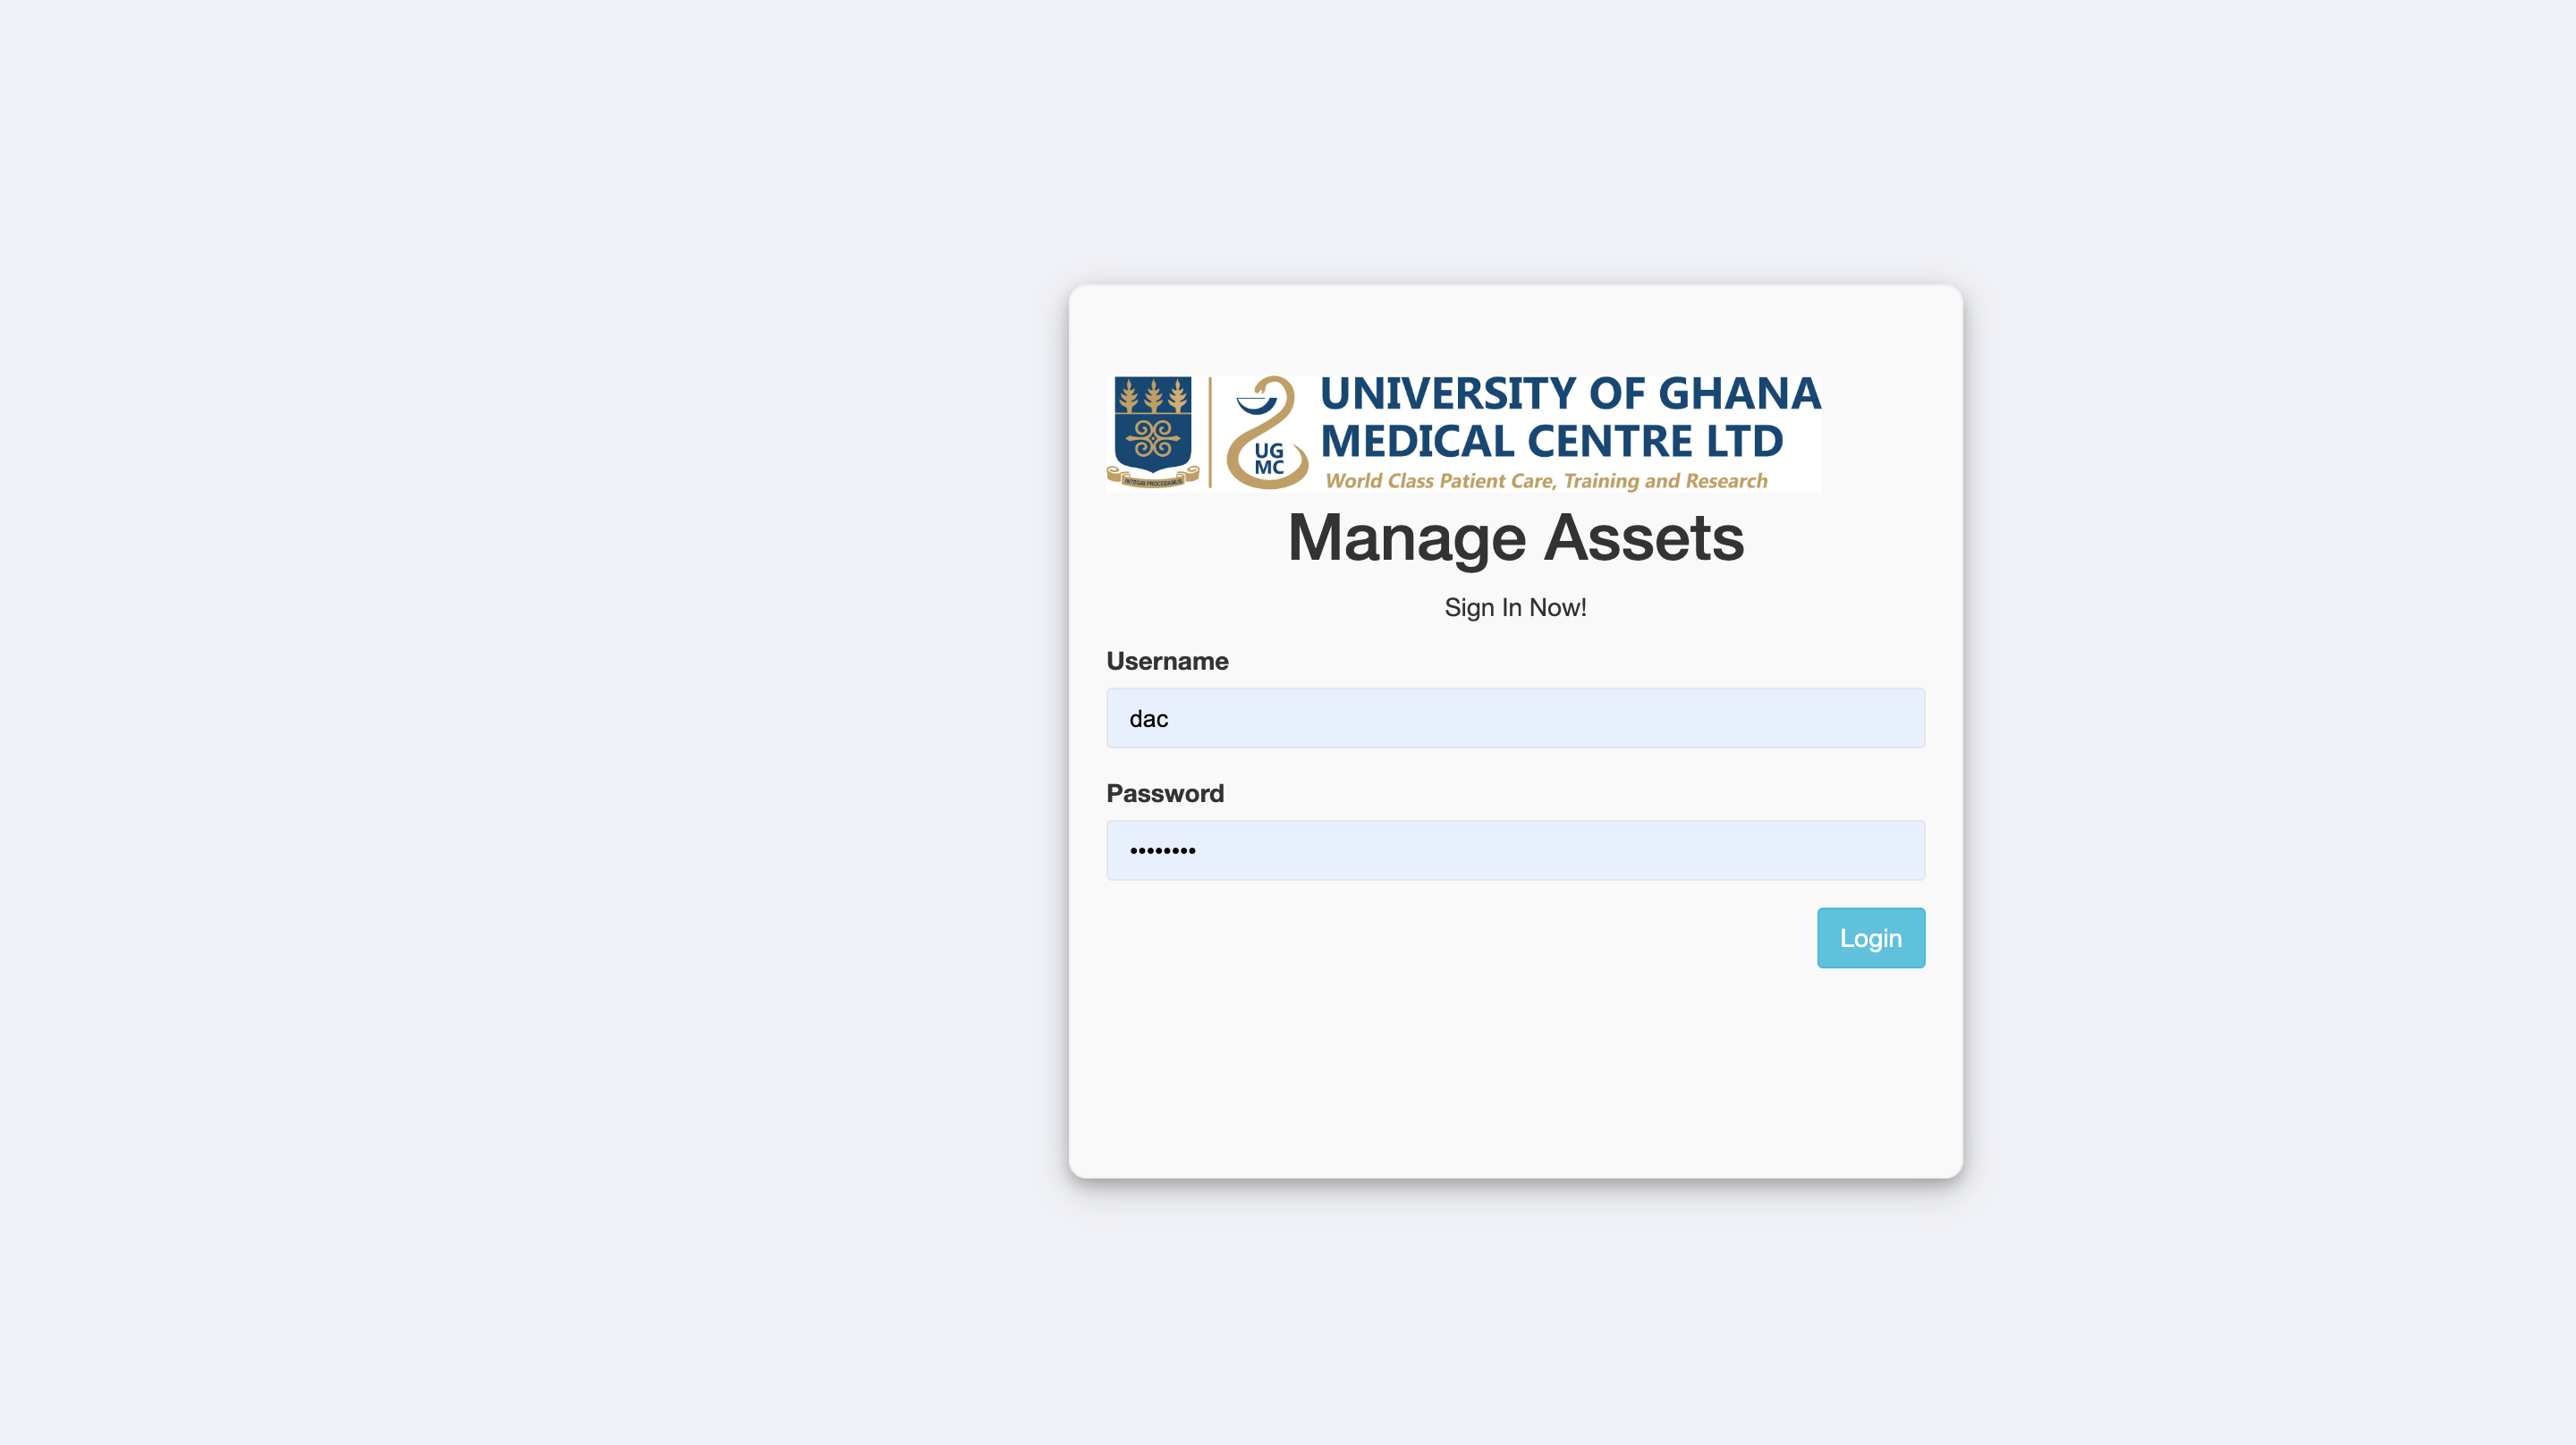 UNIVERSITY OF GHANA
MEDICAL CENTRE LTD
UG
MC
World Class Patient Care, Training and Research
INTEGRI PROCEDAMUS
Manage Assets
Sign In Now!
Username
dac
Password
••••••••
Login